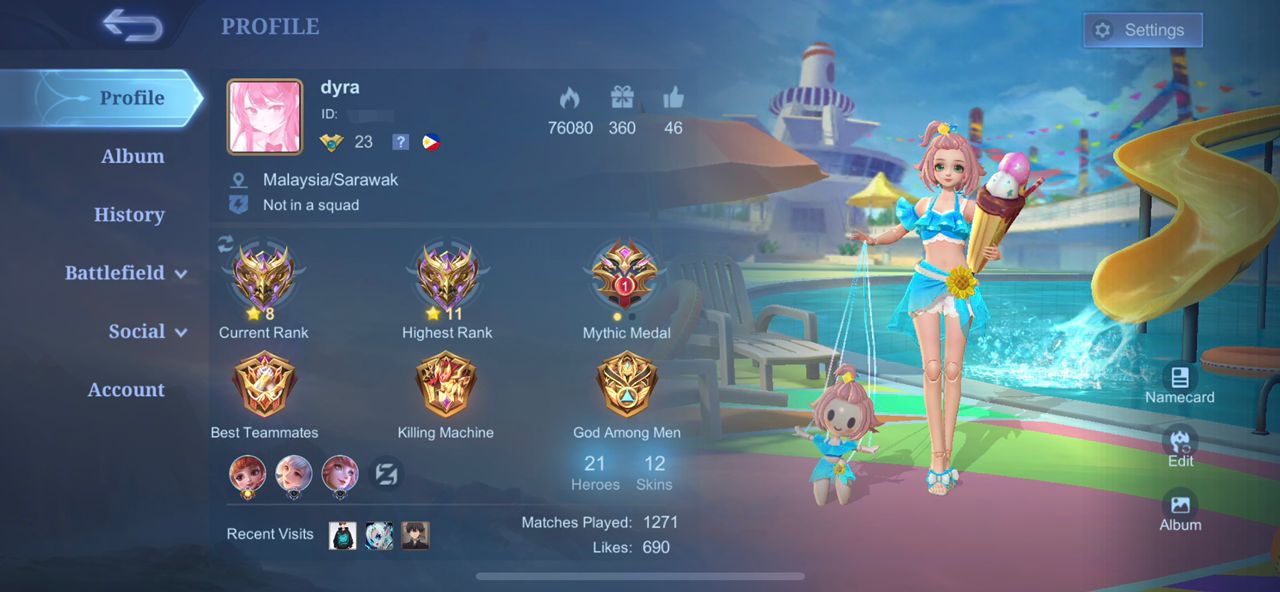 PROFILE
Settings
Profile
Album
History
Battlefield
Social
Account
dyra
ID:
23 ?
76080 360 46
Malaysia/Sarawak
Not in a squad
8 11 1
Current Rank Highest Rank Mythic Medal
Best Teammates Killing Machine God Among Men
21 12
Heroes Skins
Recent Visits
Matches Played: 1271
Likes: 690
Namecard
Edit
Album